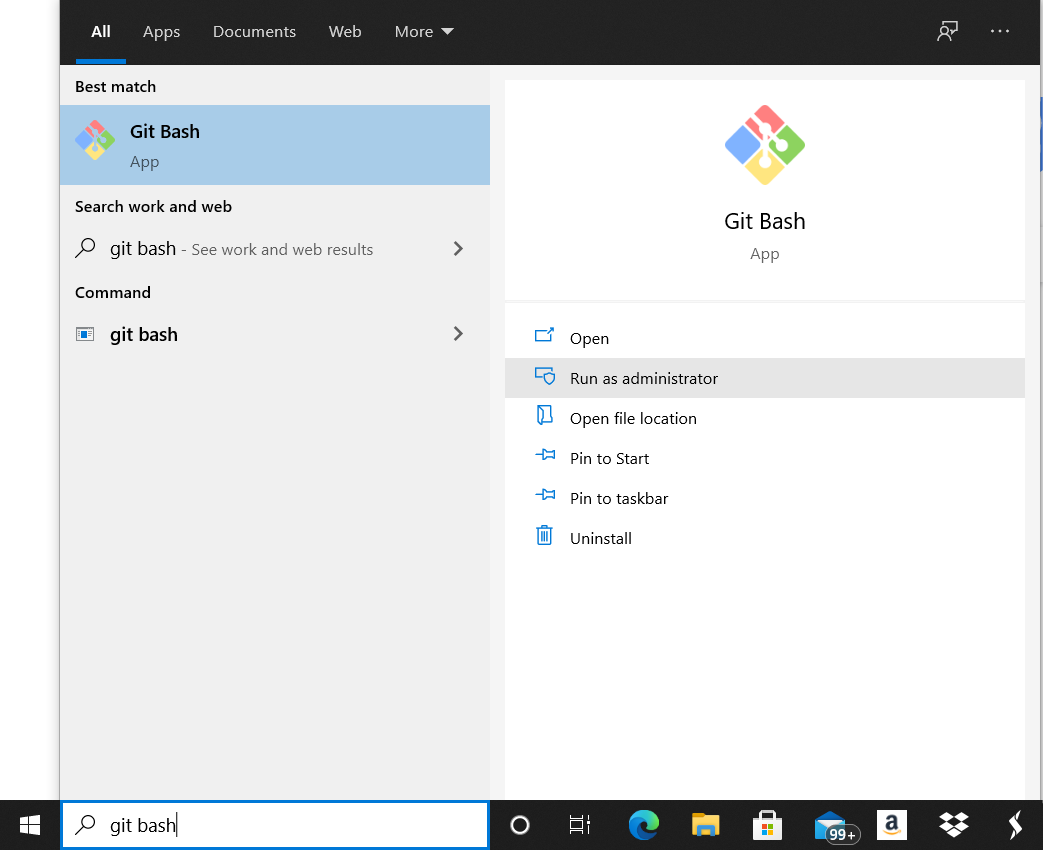 All Apps Documents Web More
Best match
Git Bash
App
Search work and web
git bash - See work and web results
Command
git bash
Git Bash
App
Open
Run as administrator
Open file location
Pin to Start
Pin to taskbar
Uninstall
git bash
99+
a